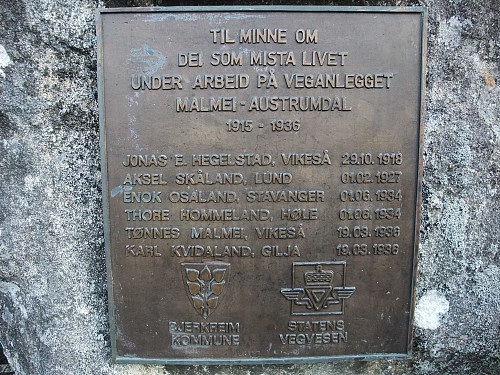 TIL MINNE OM
DEI SOM MISTA LIVET
UNDER ARBEID PÅ VEGANLEGGET
MALMEI - AUSTRUMDAL
1915 - 1936
JONAS E. HEGELSTAD, VIKESÅ 29.10.1918
AKSEL SKÅLAND, LUND 01.02.1927
ENOK OSALAND, STAVANGER 01.06.1934
THORE HOMMELAND, HØLE 01.06.1934
TØNNES MALMEI, VIKESÅ 19.03.1936
KARL KVIDALAND, GILJA 19.03.1936
BJERKREIM
KOMMUNE
STATENS
VEGVESEN